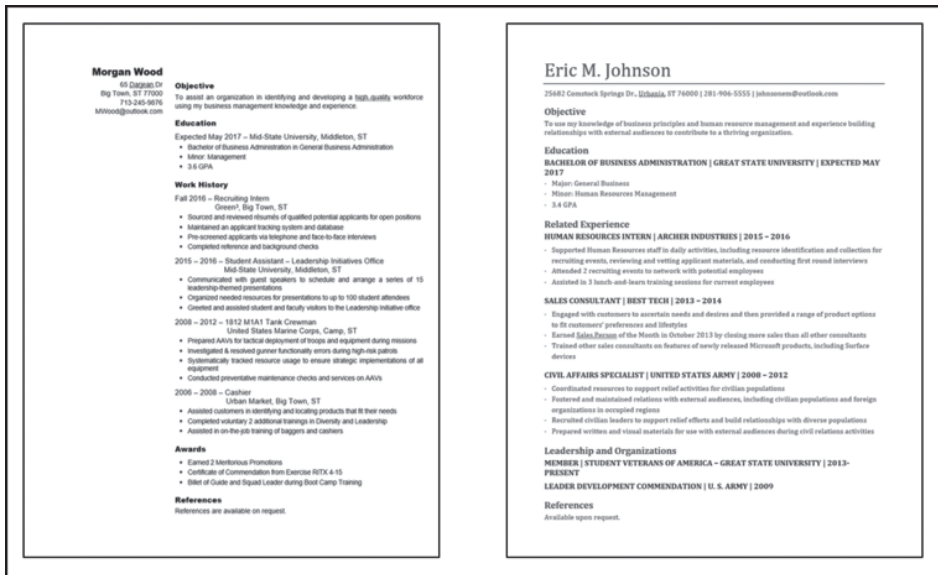 Morgan Wood
65 Darjean Dr
Big Town, ST 77000
713-245-9876
MWood@outlook.com
Objective
To assist an organization in identifying and developing a high quality workforce
using my business management knowledge and experience.
Education
Expected May 2017 – Mid-State University, Middleton, ST
• Bachelor of Business Administration in General Business Administration
• Minor: Management
• 3.6 GPA
Work History
Fall 2016 – Recruiting Intern
Green³, Big Town, ST
• Sourced and reviewed résumés of qualified potential applicants for open positions
• Maintained an applicant tracking system and database
• Pre-screened applicants via telephone and face-to-face interviews
• Completed reference and background checks
2015 – 2016 – Student Assistant – Leadership Initiatives Office
Mid-State University, Middleton, ST
• Communicated with guest speakers to schedule and arrange a series of 15
leadership-themed presentations
• Organized needed resources for presentations to up to 100 student attendees
• Greeted and assisted student and faculty visitors to the Leadership Initiative office
2008 – 2012 – 1812 M1A1 Tank Crewman
United States Marine Corps, Camp, ST
• Prepared AAVs for tactical deployment of troops and equipment during missions
• Investigated & resolved gunner functionality errors during high-risk patrols
• Systematically tracked resource usage to ensure strategic implementations of all
equipment
• Conducted preventative maintenance checks and services on AAVs
2006 – 2008 – Cashier
Urban Market, Big Town, ST
• Assisted customers in identifying and locating products that fit their needs
• Completed voluntary 2 additional trainings in Diversity and Leadership
• Assisted in on-the-job training of baggers and cashiers
Awards
• Earned 2 Meritorious Promotions
• Certificate of Commendation from Exercise RITX 4-15
• Billet of Guide and Squad Leader during Boot Camp Training
References
References are available on request.
Eric M. Johnson
25682 Comstock Springs Dr., Urbania, ST 76000 | 281-906-5555 | johnsonem@outlook.com
Objective
To use my knowledge of business principles and human resource management and experience building
relationships with external audiences to contribute to a thriving organization.
Education
BACHELOR OF BUSINESS ADMINISTRATION | GREAT STATE UNIVERSITY | EXPECTED MAY
2017
· Major: General Business
· Minor: Human Resources Management
· 3.4 GPA
Related Experience
HUMAN RESOURCES INTERN | ARCHER INDUSTRIES | 2015 – 2016
· Supported Human Resources staff in daily activities, including resource identification and collection for
recruiting events, reviewing and vetting applicant materials, and conducting first round interviews
· Attended 2 recruiting events to network with potential employees
· Assisted in 3 lunch-and-learn training sessions for current employees
SALES CONSULTANT | BEST TECH | 2013 – 2014
· Engaged with customers to ascertain needs and desires and then provided a range of product options
to fit customers' preferences and lifestyles
· Earned Sales Person of the Month in October 2013 by closing more sales than all other consultants
· Trained other sales consultants on features of newly released Microsoft products, including Surface
devices
CIVIL AFFAIRS SPECIALIST | UNITED STATES ARMY | 2008 – 2012
· Coordinated resources to support relief activities for civilian populations
· Fostered and maintained relations with external audiences, including civilian populations and foreign
organizations in occupied regions
· Recruited civilian leaders to support relief efforts and build relationships with diverse populations
· Prepared written and visual materials for use with external audiences during civil relations activities
Leadership and Organizations
MEMBER | STUDENT VETERANS OF AMERICA – GREAT STATE UNIVERSITY | 2013-
PRESENT
LEADER DEVELOPMENT COMMENDATION | U. S. ARMY | 2009
References
Available upon request.